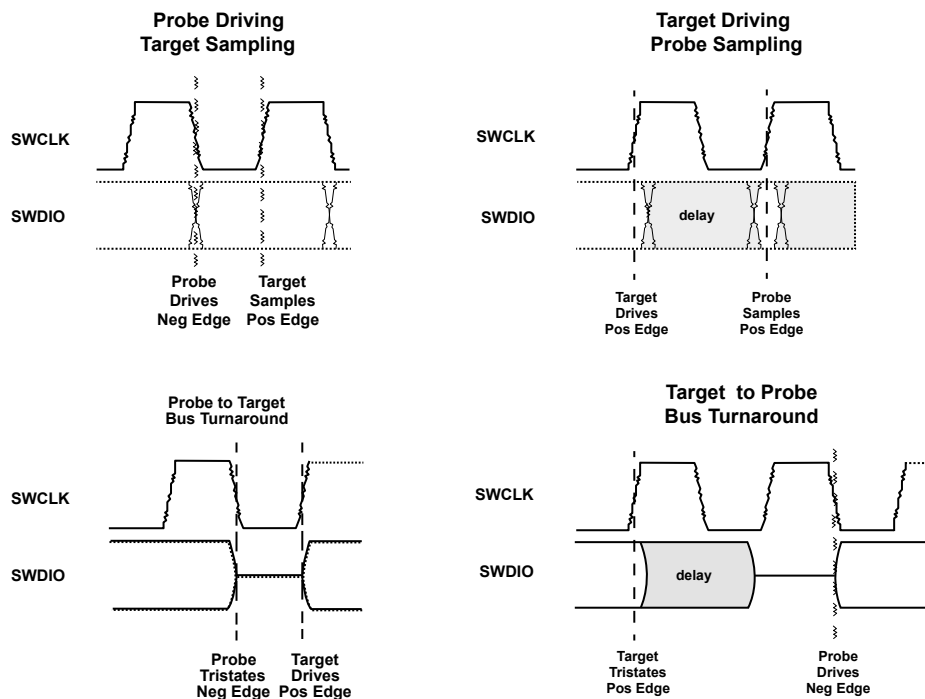 Probe Driving
Target Sampling
SWCLK
SWDIO
Probe
Drives
Neg Edge
Target
Samples
Pos Edge
Target Driving
Probe Sampling
SWCLK
SWDIO
delay
Target
Drives
Pos Edge
Probe
Samples
Pos Edge
Probe to Target
Bus Turnaround
SWCLK
SWDIO
Probe
Tristates
Neg Edge
Target
Drives
Pos Edge
Target to Probe
Bus Turnaround
SWCLK
SWDIO
delay
Target
Tristates
Pos Edge
Probe
Drives
Neg Edge